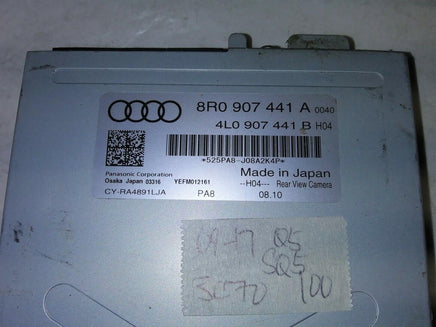 8R0 907 441 A 0040
4L0 907 441 B H04
*525PA8-J08A2K4P*
Panasonic Corporation
Made in Japan
Osaka Japan 03316 YEFM012161
--H04--- Rear View Camera
CY-RA4891LJA PA8 08.10
09-17 Q5
SQ5
100